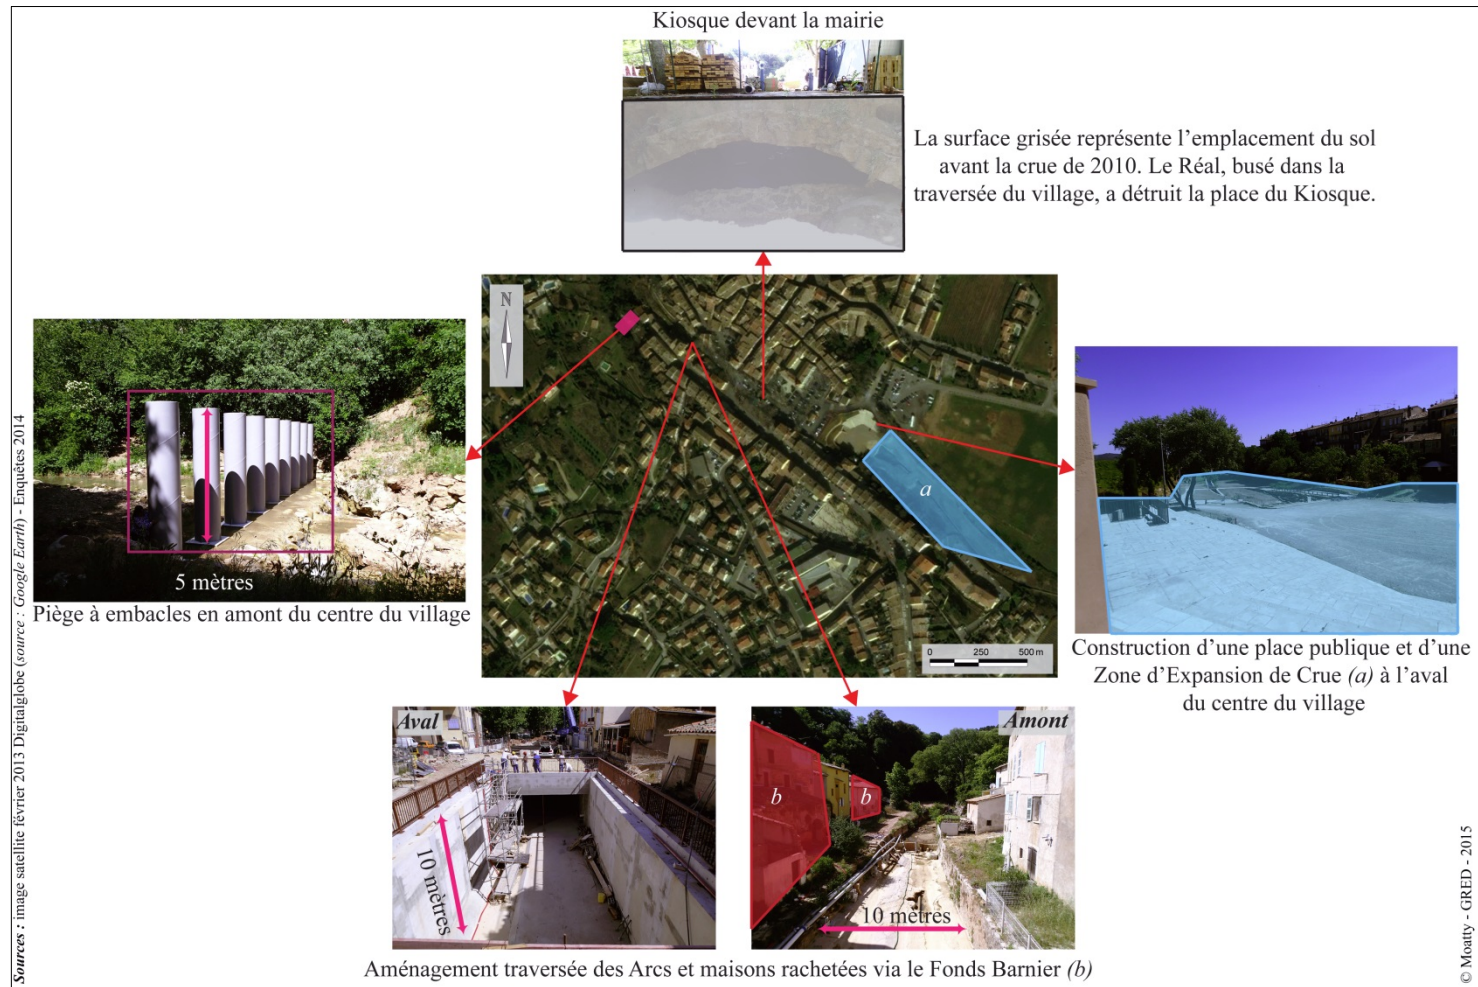 Kiosque devant la mairie
La surface grisée représente l’emplacement du sol
avant la crue de 2010. Le Réal, busé dans la
traversée du village, a détruit la place du Kiosque.
N
a
0 250 500 m
5 mètres
Piège à embacles en amont du centre du village
Construction d’une place publique et d’une
Zone d’Expansion de Crue (a) à l’aval
du centre du village
Aval
10 mètres
Amont
b
b
10 mètres
Aménagement traversée des Arcs et maisons rachetées via le Fonds Barnier (b)
Sources : image satellite février 2013 Digitalglobe (source : Google Earth) - Enquêtes 2014
© Moatty - GRED - 2015